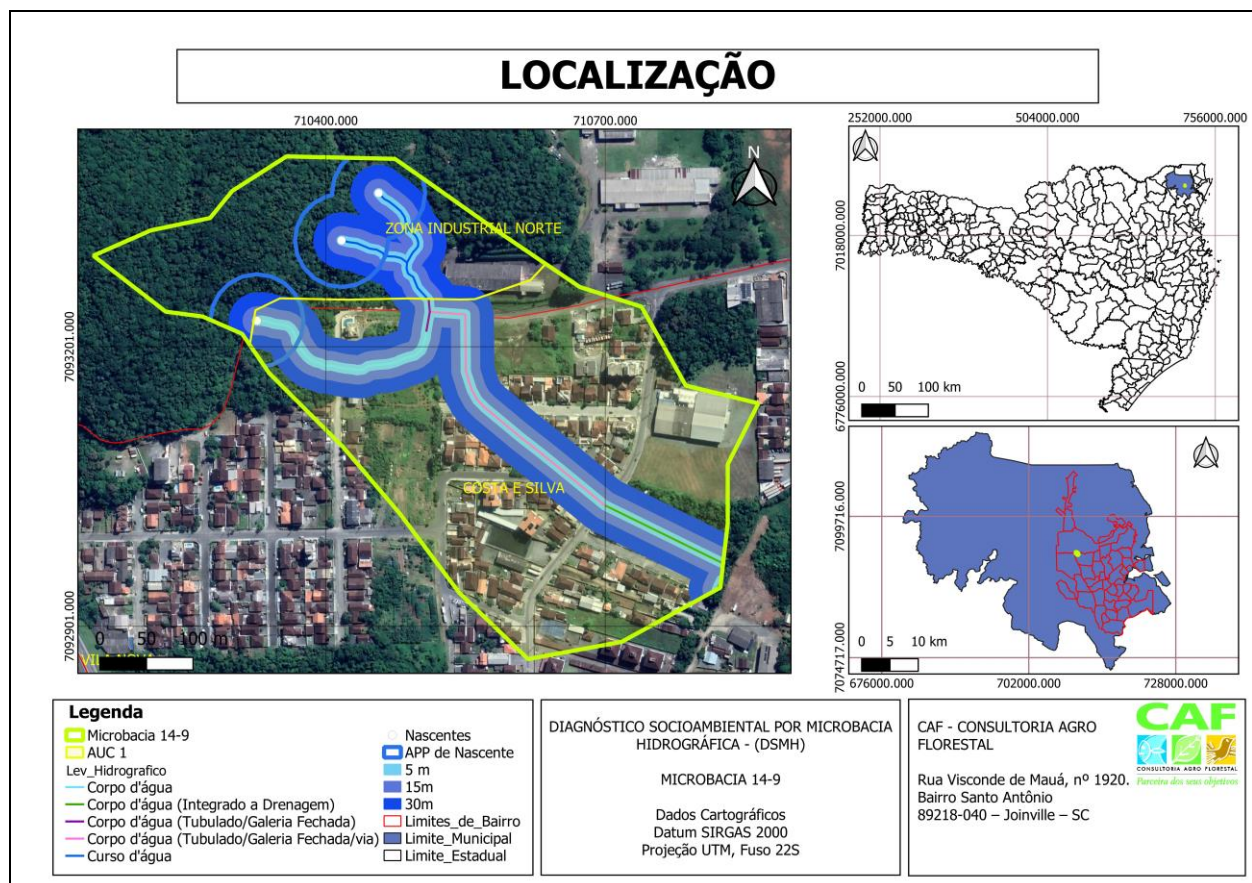 LOCALIZAÇÃO
710400.000
710700.000
7093201.000
7092901.000
N
ZONA INDUSTRIAL NORTE
COSTA E SILVA
0 50 100 m
252000.000
504000.000
756000.000
7018000.000
6776000.000
0 50 100 km
7099716.000
7074717.000
0 5 10 km
676000.000
702000.000
728000.000
Legenda
Microbacia 14-9
AUC 1
Lev_Hidrografico
Corpo d'água
Corpo d'água (Integrado a Drenagem)
Corpo d'água (Tubulado/Galeria Fechada)
Corpo d'água (Tubulado/Galeria Fechada/via)
Curso d'água
Nascentes
APP de Nascente
5 m
15m
30m
Limites_de_Bairro
Limite_Municipal
Limite_Estadual
DIAGNÓSTICO SOCIOAMBIENTAL POR MICROBACIA
HIDROGRÁFICA - (DSMH)
MICROBACIA 14-9
Dados Cartográficos
Datum SIRGAS 2000
Projeção UTM, Fuso 22S
CAF - CONSULTORIA AGRO
FLORESTAL
Rua Visconde de Mauá, nº 1920.
Bairro Santo Antônio
89218-040 – Joinville – SC
CAF
CONSULTORIA AGRO FLORESTAL
Parceira dos seus objetivos